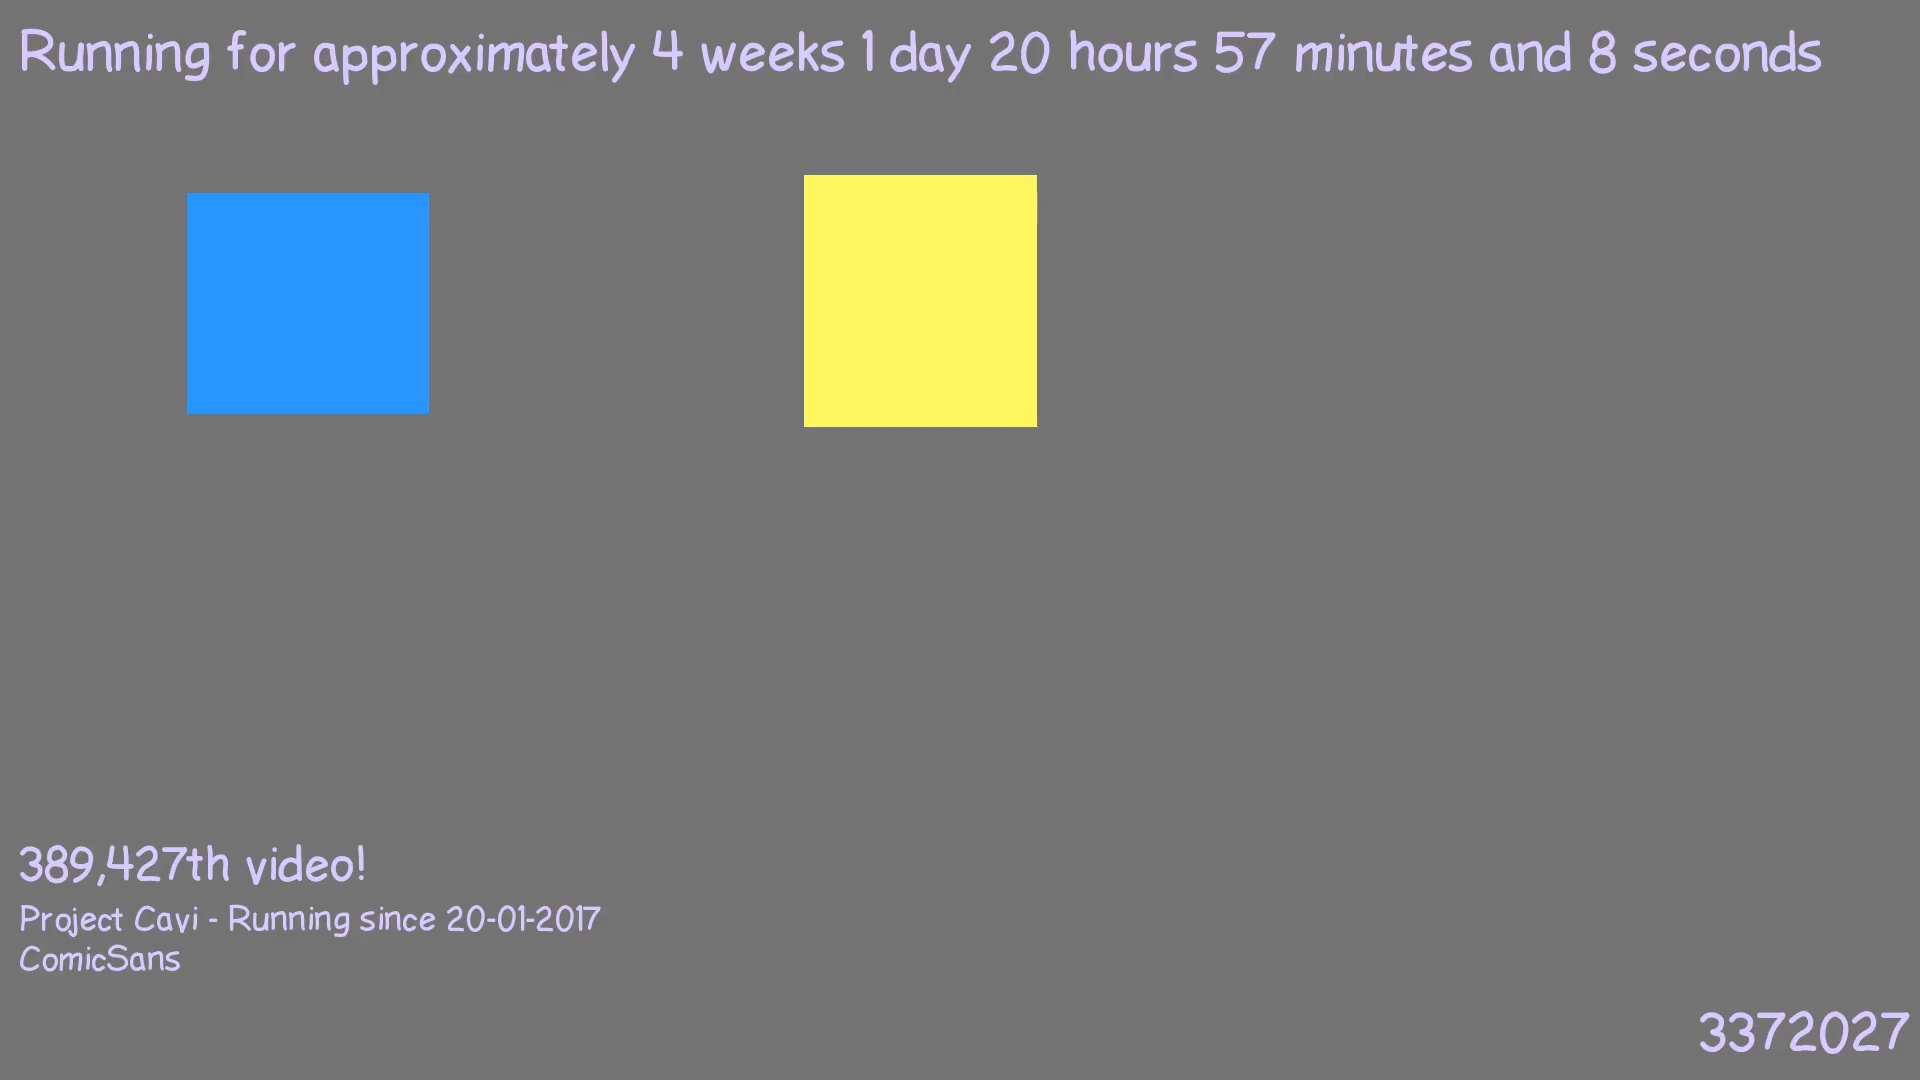 Running for approximately 4 weeks 1 day 20 hours 57 minutes and 8 seconds
389,427th video!
Project Cavi - Running since 20-01-2017
ComicSans
3372027